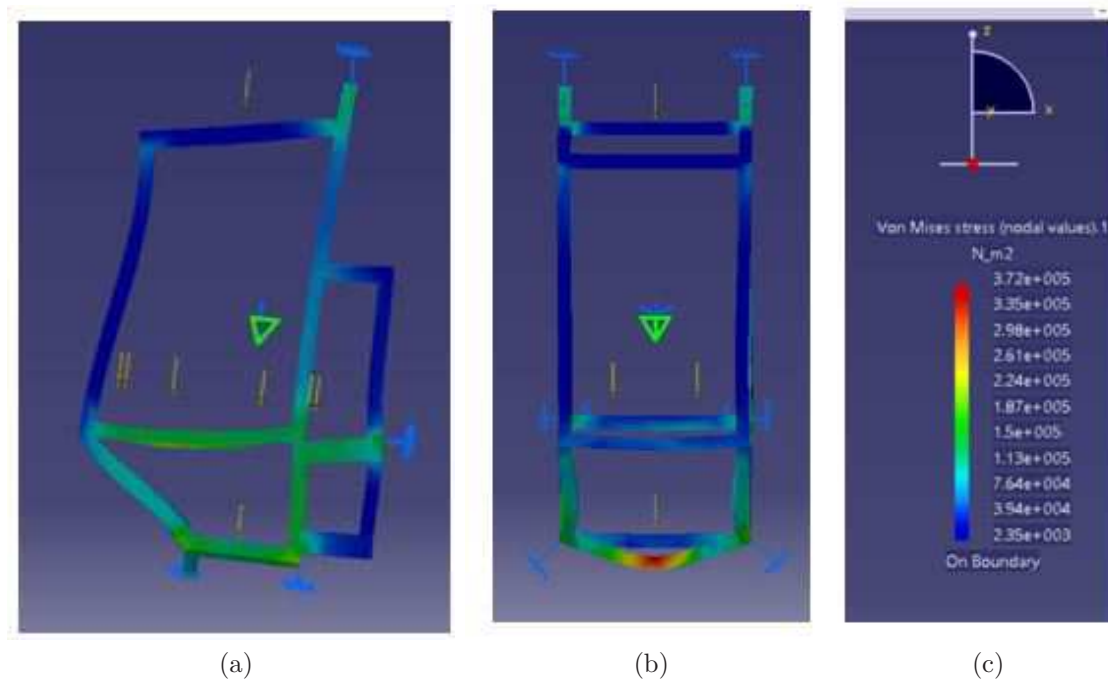 z
y
x
Von Mises stress (nodal values).1
N_m2
3.72e+005
3.35e+005
2.98e+005
2.61e+005
2.24e+005
1.87e+005
1.5e+005
1.13e+005
7.64e+004
3.94e+004
2.35e+003
On Boundary
(a)
(b)
(c)